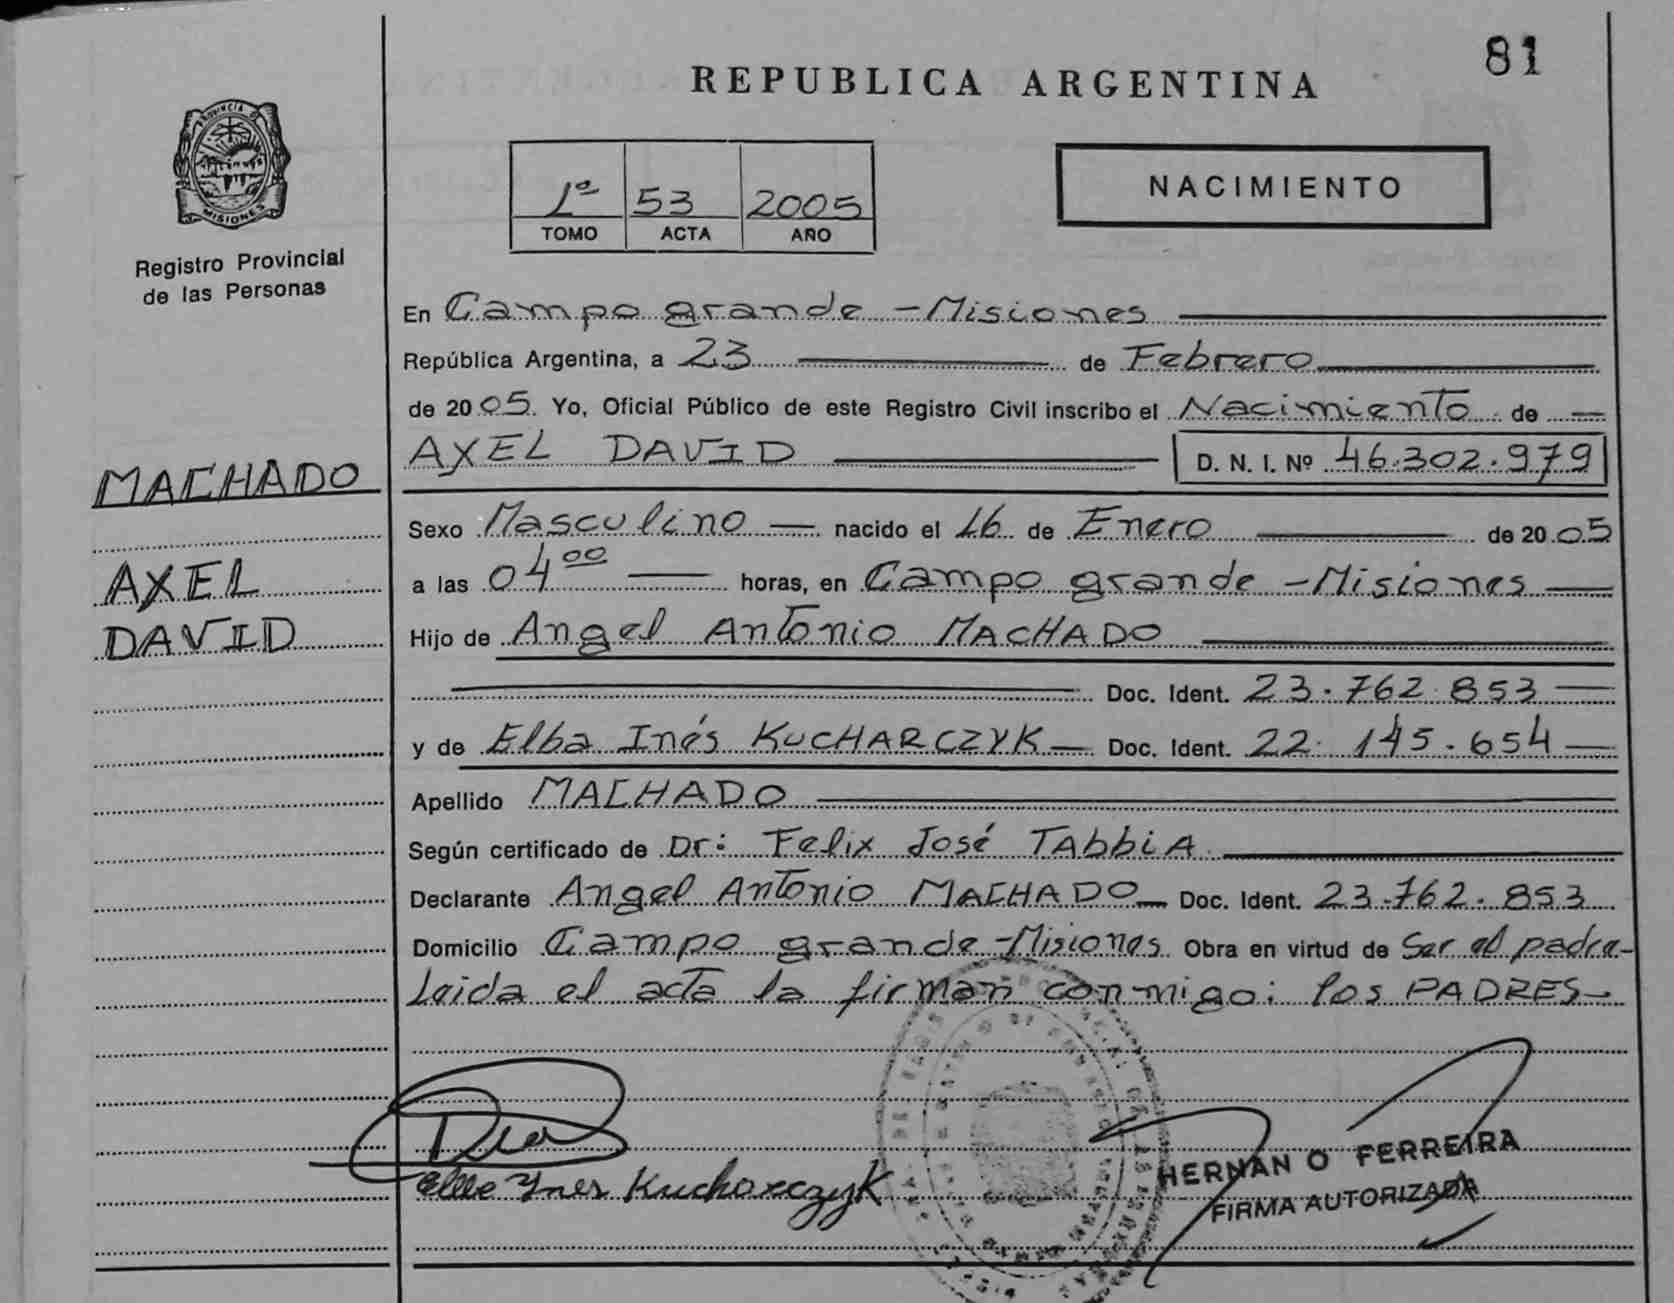 81
REPUBLICA ARGENTINA
PROVINCIA DE
MISIONES
Registro Provincial
de las Personas
1º 53 2005
TOMO ACTA AÑO
NACIMIENTO
En Campo grande - Misiones
República Argentina, a 23 de Febrero
de 2005. Yo, Oficial Público de este Registro Civil inscribo el Nacimiento de
AXEL DAVID D. N. I. Nº 46.302.979
MACHADO
AXEL
DAVID
Sexo Masculino nacido el 16 de Enero de 2005
a las 04 00 horas, en Campo grande - Misiones
Hijo de Angel Antonio MACHADO
Doc. Ident. 23.762.853
y de Elba Inés KUCHARCZYK Doc. Ident. 22.145.654
Apellido MACHADO
Según certificado de Dr: Felix José TAbbiA
Declarante Angel Antonio MACHADO Doc. Ident. 23.762.853
Domicilio Campo grande - Misiones Obra en virtud de Ser el padre-
Leida el acta la firman conmigo: los PADRES-
Ynes Kucharczyk
HERNAN O FERREIRA
FIRMA AUTORIZADA